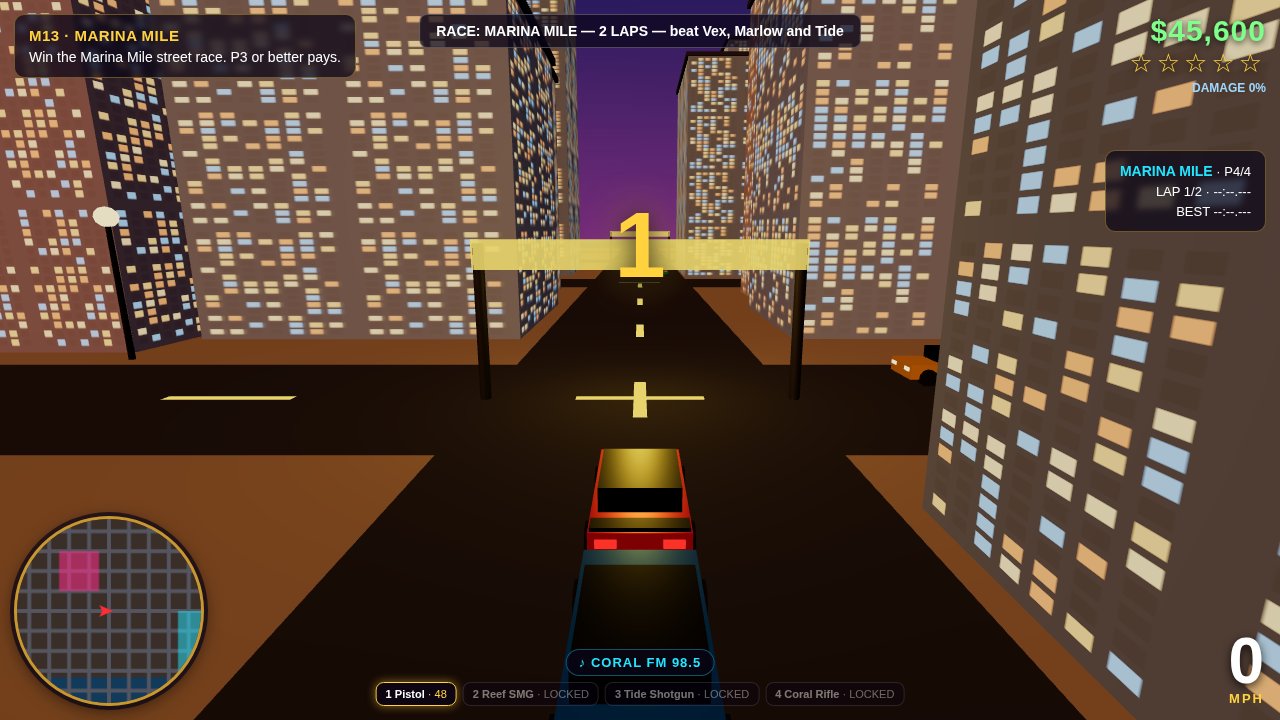 M13 · MARINA MILE
Win the Marina Mile street race. P3 or better pays.
RACE: MARINA MILE — 2 LAPS — beat Vex, Marlow and Tide
$45,600
☆ ☆ ☆ ☆ ☆
DAMAGE 0%
MARINA MILE · P4/4
LAP 1/2 · --:--.---
BEST --:--.---
1
♪ CORAL FM 98.5
1 Pistol · 48
2 Reef SMG · LOCKED
3 Tide Shotgun · LOCKED
4 Coral Rifle · LOCKED
0
MPH